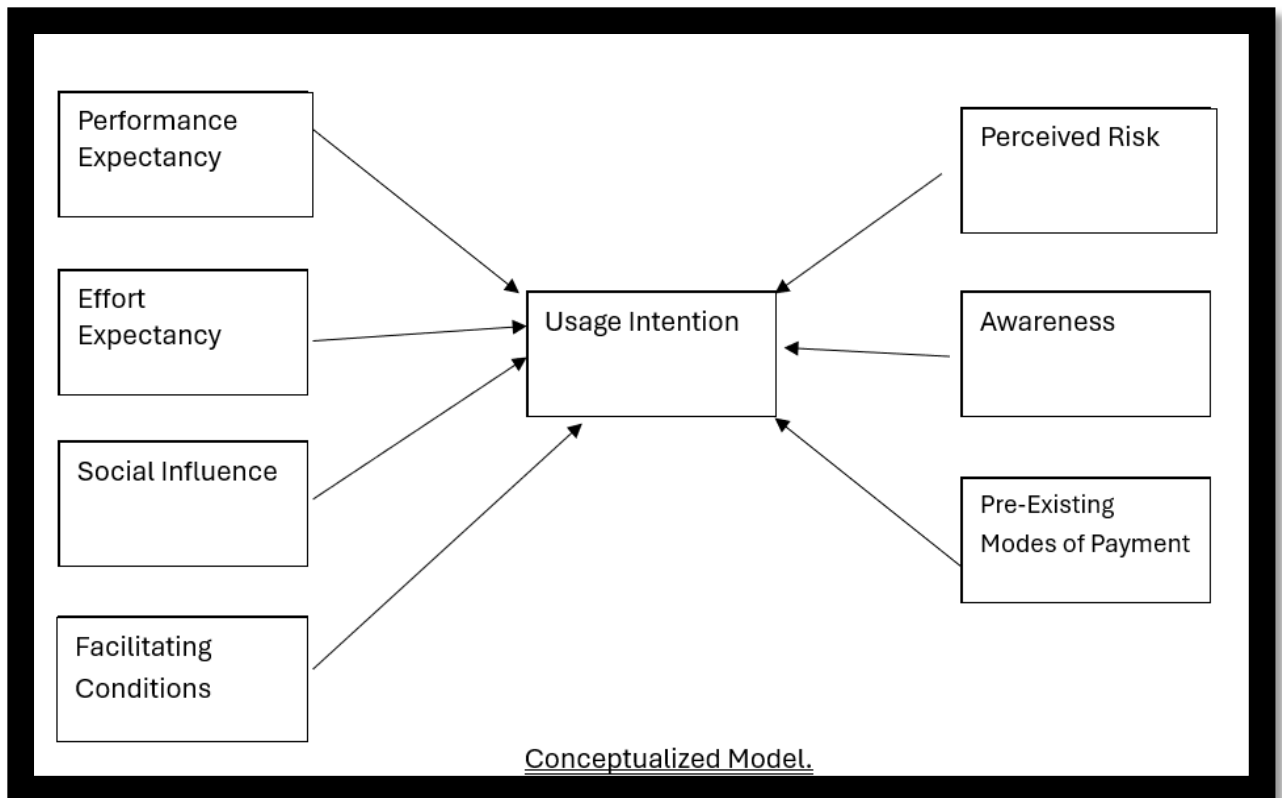 Performance
Expectancy
Effort
Expectancy
Social Influence
Facilitating
Conditions
Usage Intention
Perceived Risk
Awareness
Pre-Existing
Modes of Payment
Conceptualized Model.